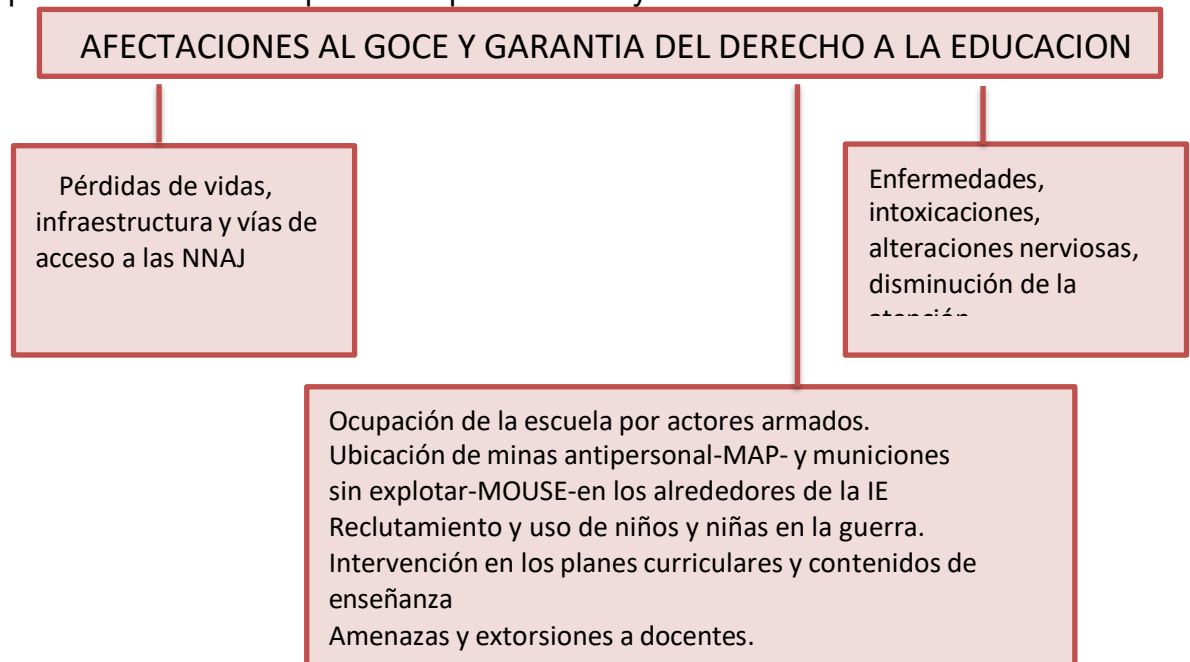 AFECTACIONES AL GOCE Y GARANTIA DEL DERECHO A LA EDUCACION
Pérdidas de vidas,
infraestructura y vías de
acceso a las NNAJ
Enfermedades,
intoxicaciones,
alteraciones nerviosas,
disminución de la
Ocupación de la escuela por actores armados.
Ubicación de minas antipersonal-MAP- y municiones
sin explotar-MOUSE-en los alrededores de la IE
Reclutamiento y uso de niños y niñas en la guerra.
Intervención en los planes curriculares y contenidos de
enseñanza
Amenazas y extorsiones a docentes.